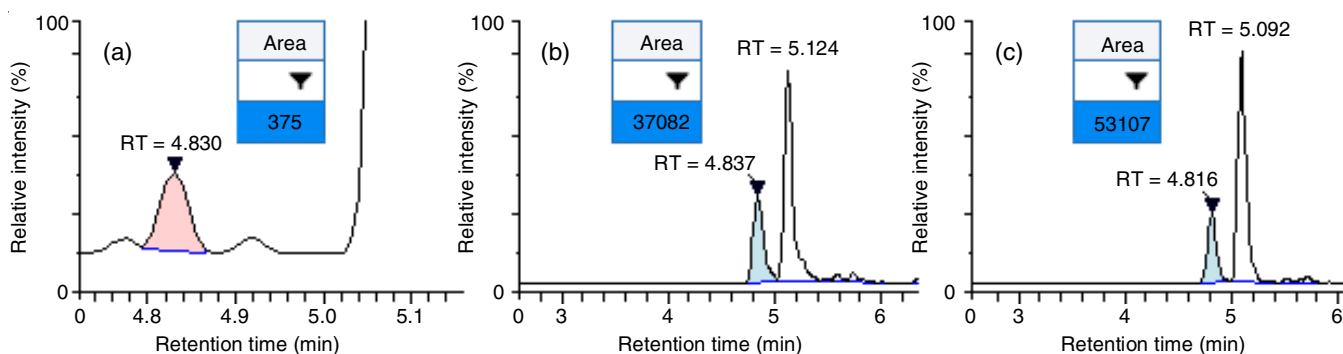 100
(a)
Area
375
RT = 4.830
Relative intensity (%)
0
0 4.8 4.9 5.0 5.1
Retention time (min)
100
(b)
Area
37082
RT = 5.124
RT = 4.837
Relative intensity (%)
0
0 3 4 5 6
Retention time (min)
100
(c)
Area
53107
RT = 5.092
RT = 4.816
Relative intensity (%)
0
0 3 4 5 6
Retention time (min)